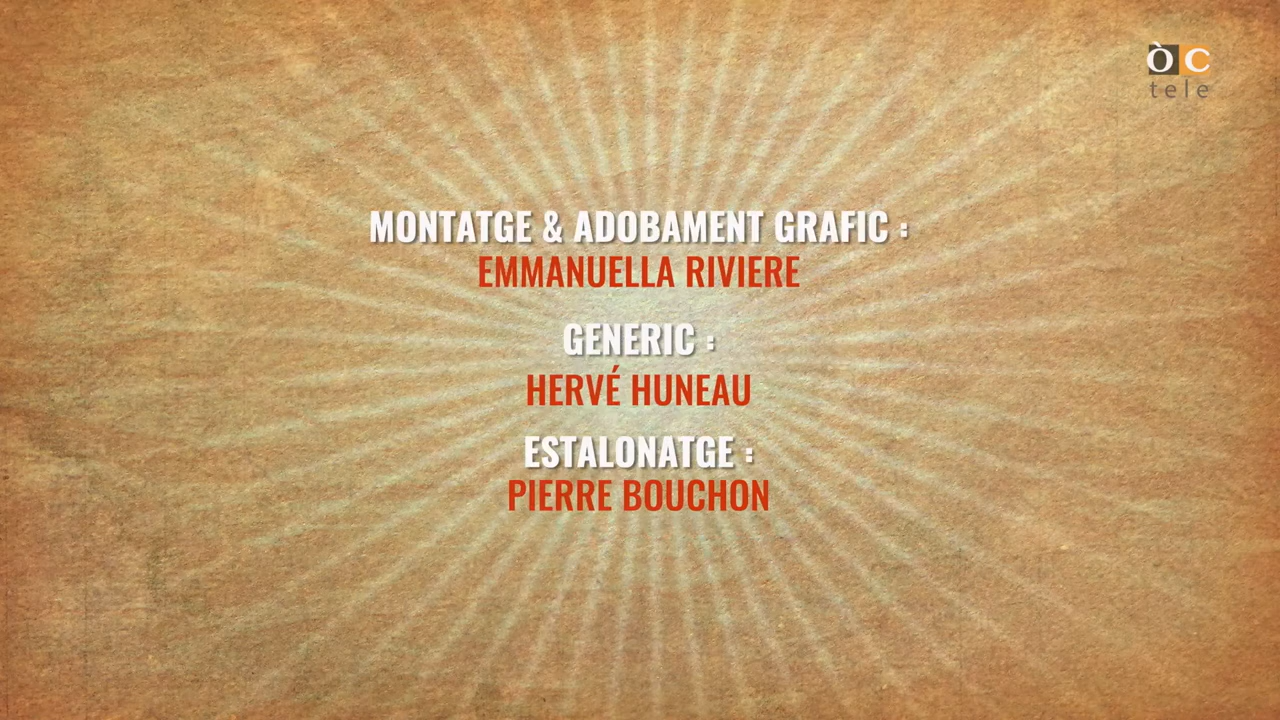 ÒC
tele
MONTATGE & ADOBAMENT GRAFIC :
EMMANUELLA RIVIERE
GENERIC :
HERVÉ HUNEAU
ESTALONATGE :
PIERRE BOUCHON